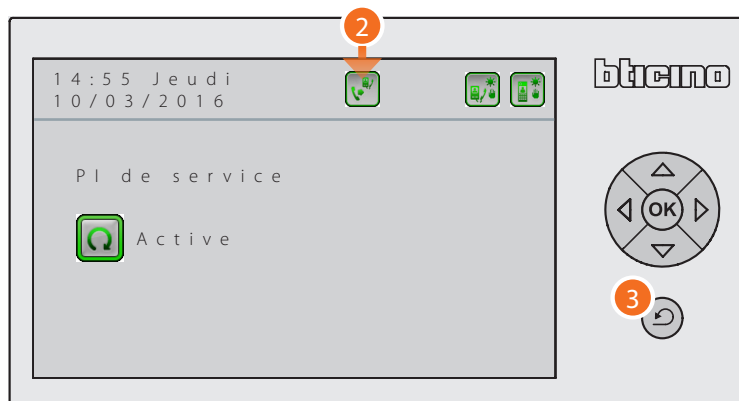 2
14:55 Jeudi
10/03/2016
bticino
PI de service
Active
OK
3